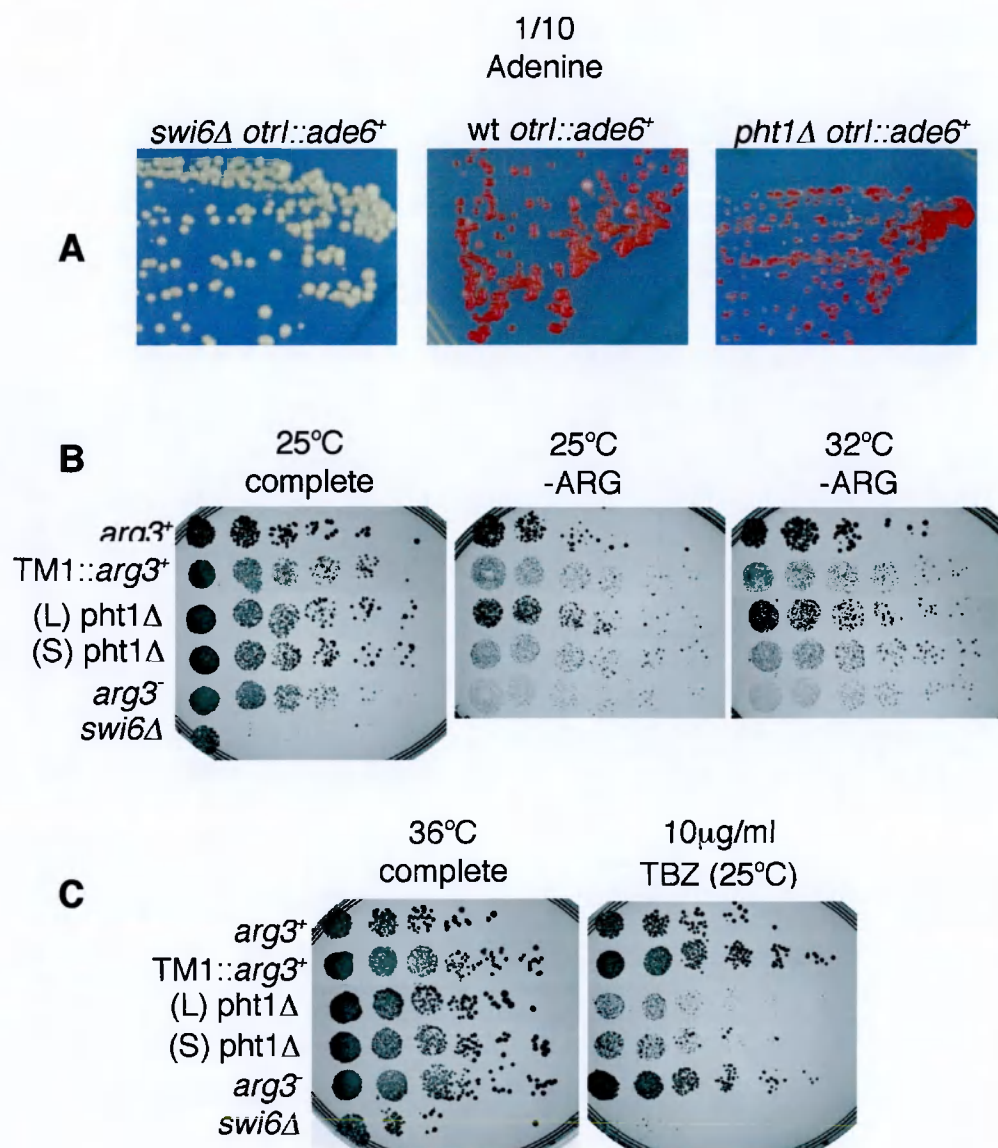 1/10
Adenine
swi6Δ otrI::ade6⁺
wt otrI::ade6⁺
pht1Δ otrI::ade6⁺
A
B
25°C
complete
25°C
-ARG
32°C
-ARG
arg3⁺
TM1::arg3⁺
(L) pht1Δ
(S) pht1Δ
arg3⁻
swi6Δ
C
36°C
complete
10µg/ml
TBZ (25°C)
arg3⁺
TM1::arg3⁺
(L) pht1Δ
(S) pht1Δ
arg3⁻
swi6Δ